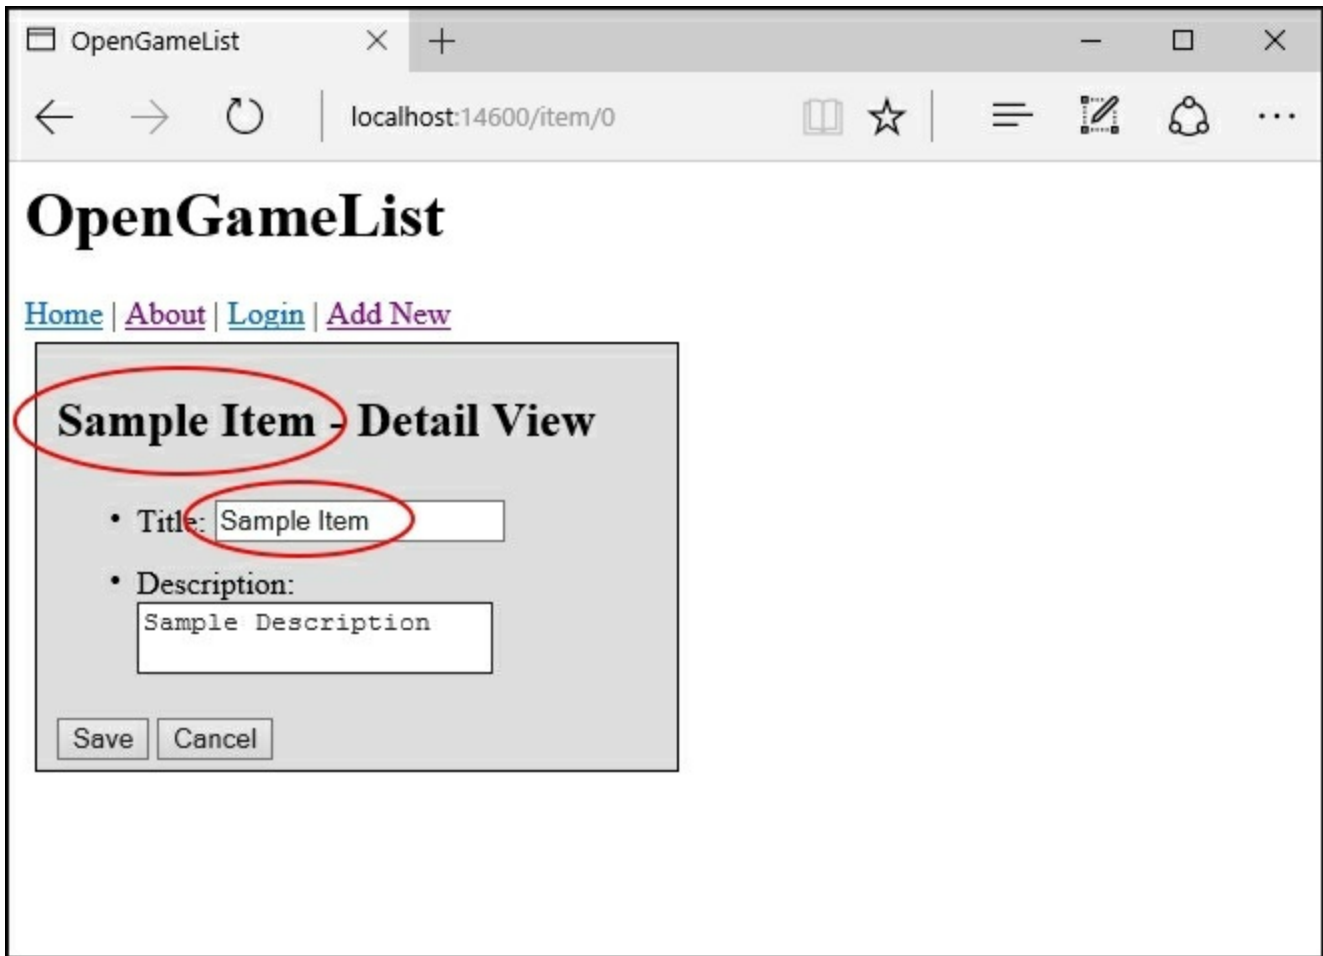 OpenGameList
localhost:14600/item/0
OpenGameList
Home | About | Login | Add New
Sample Item - Detail View
• Title: Sample Item
• Description:
Sample Description
Save Cancel